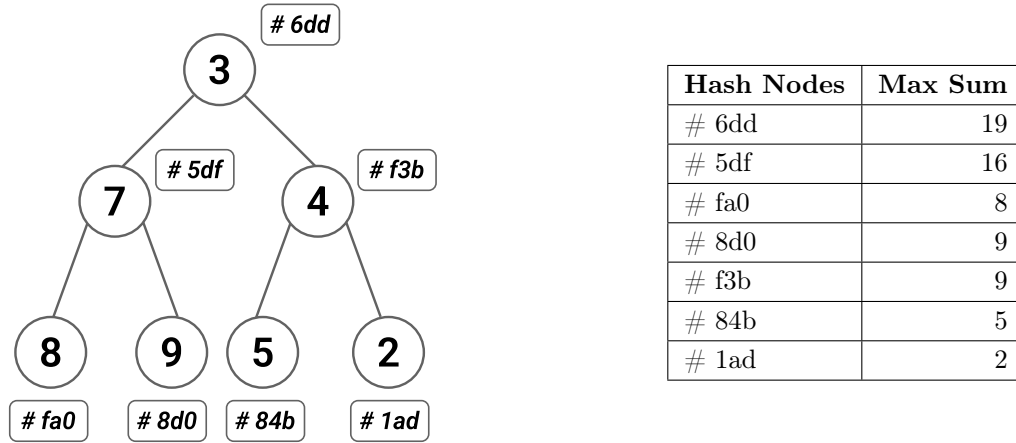 # 6dd
3
# 5df
# f3b
7
4
8
9
5
2
# fa0
# 8d0
# 84b
# 1ad
Hash Nodes Max Sum
# 6dd 19
# 5df 16
# fa0 8
# 8d0 9
# f3b 9
# 84b 5
# 1ad 2